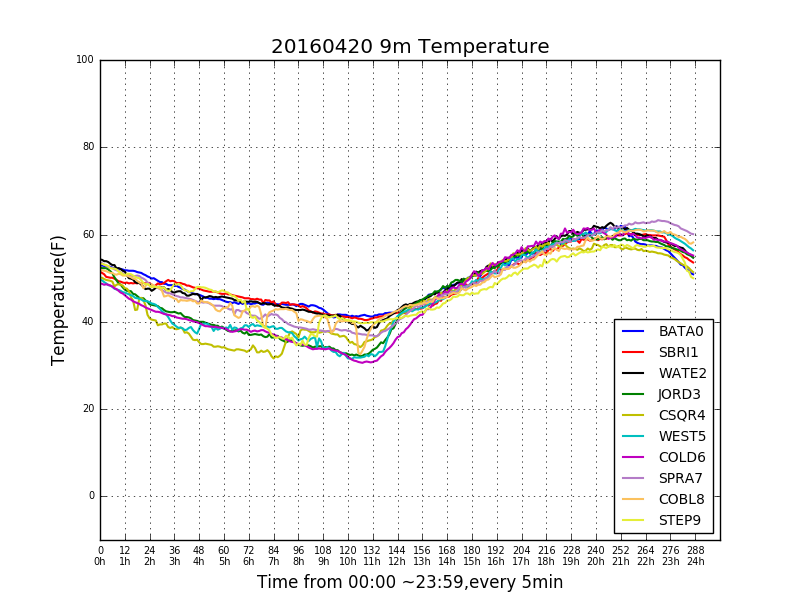 20160420 9m Temperature
100
80
60
40
20
0
Temperature(F)
BATA0
SBRI1
WATE2
JORD3
CSQR4
WEST5
COLD6
SPRA7
COBL8
STEP9
0 12 24 36 48 60 72 84 96 108 120 132 144 156 168 180 192 204 216 228 240 252 264 276 288
0h 1h 2h 3h 4h 5h 6h 7h 8h 9h 10h 11h 12h 13h 14h 15h 16h 17h 18h 19h 20h 21h 22h 23h 24h
Time from 00:00 ~23:59,every 5min